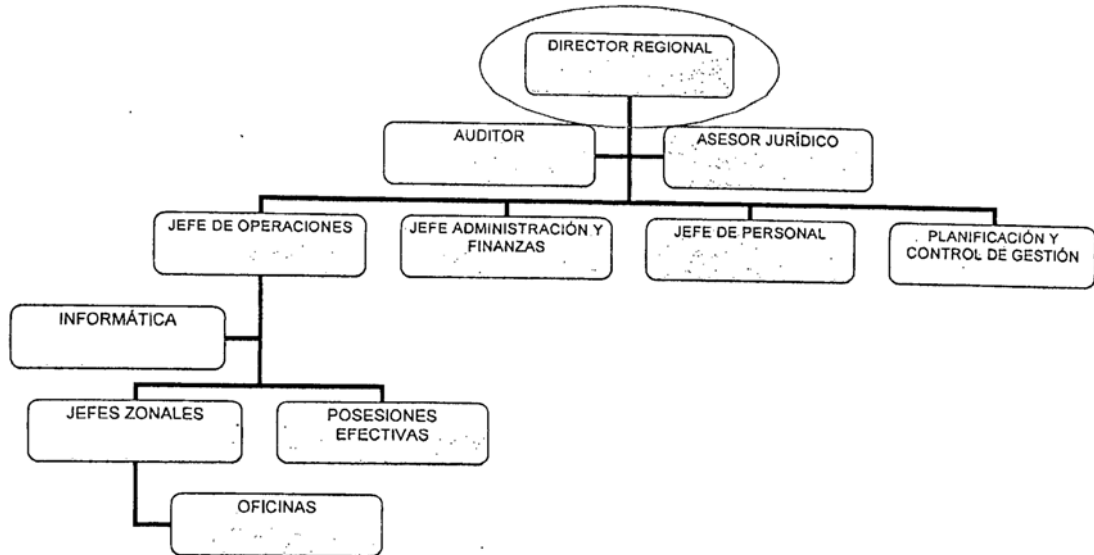 DIRECTOR REGIONAL
AUDITOR
ASESOR JURÍDICO
JEFE DE OPERACIONES
JEFE ADMINISTRACIÓN Y
FINANZAS
JEFE DE PERSONAL
PLANIFICACIÓN Y
CONTROL DE GESTIÓN
INFORMÁTICA
JEFES ZONALES
POSESIONES
EFECTIVAS
OFICINAS